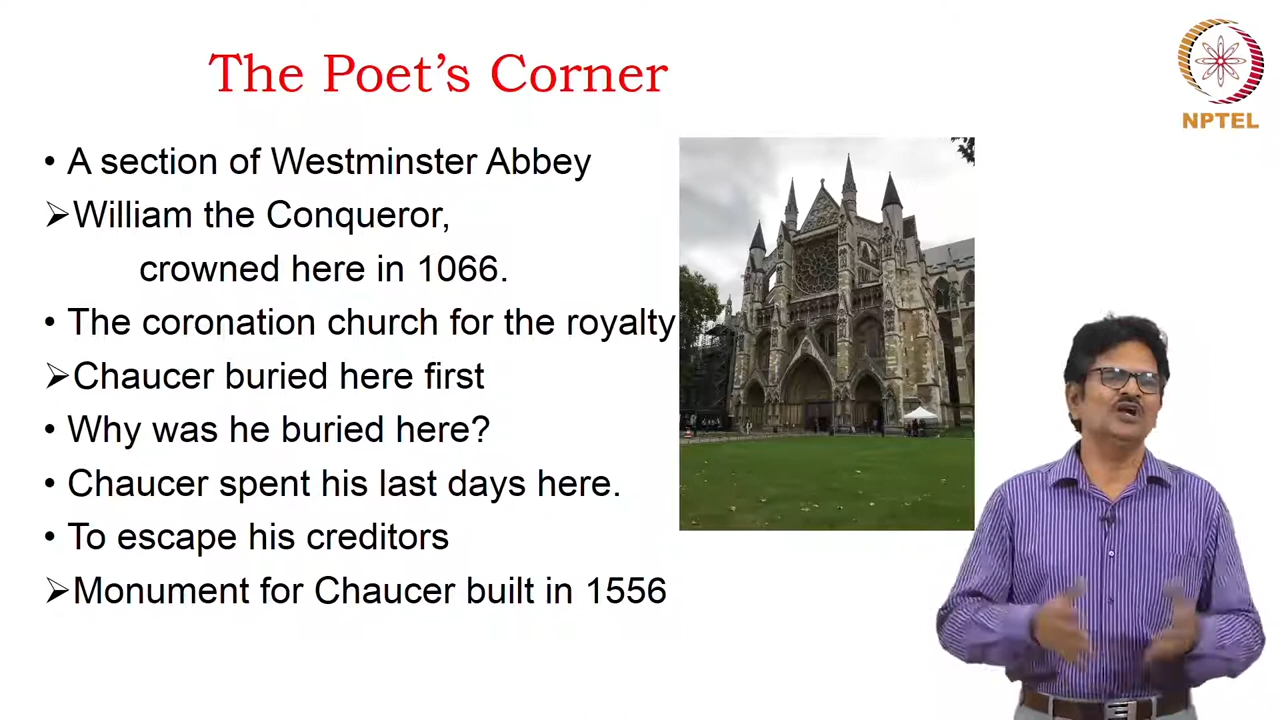 The Poet's Corner
• A section of Westminster Abbey
➢William the Conqueror,
crowned here in 1066.
• The coronation church for the royalty
➢Chaucer buried here first
• Why was he buried here?
• Chaucer spent his last days here.
• To escape his creditors
➢Monument for Chaucer built in 1556
NPTEL